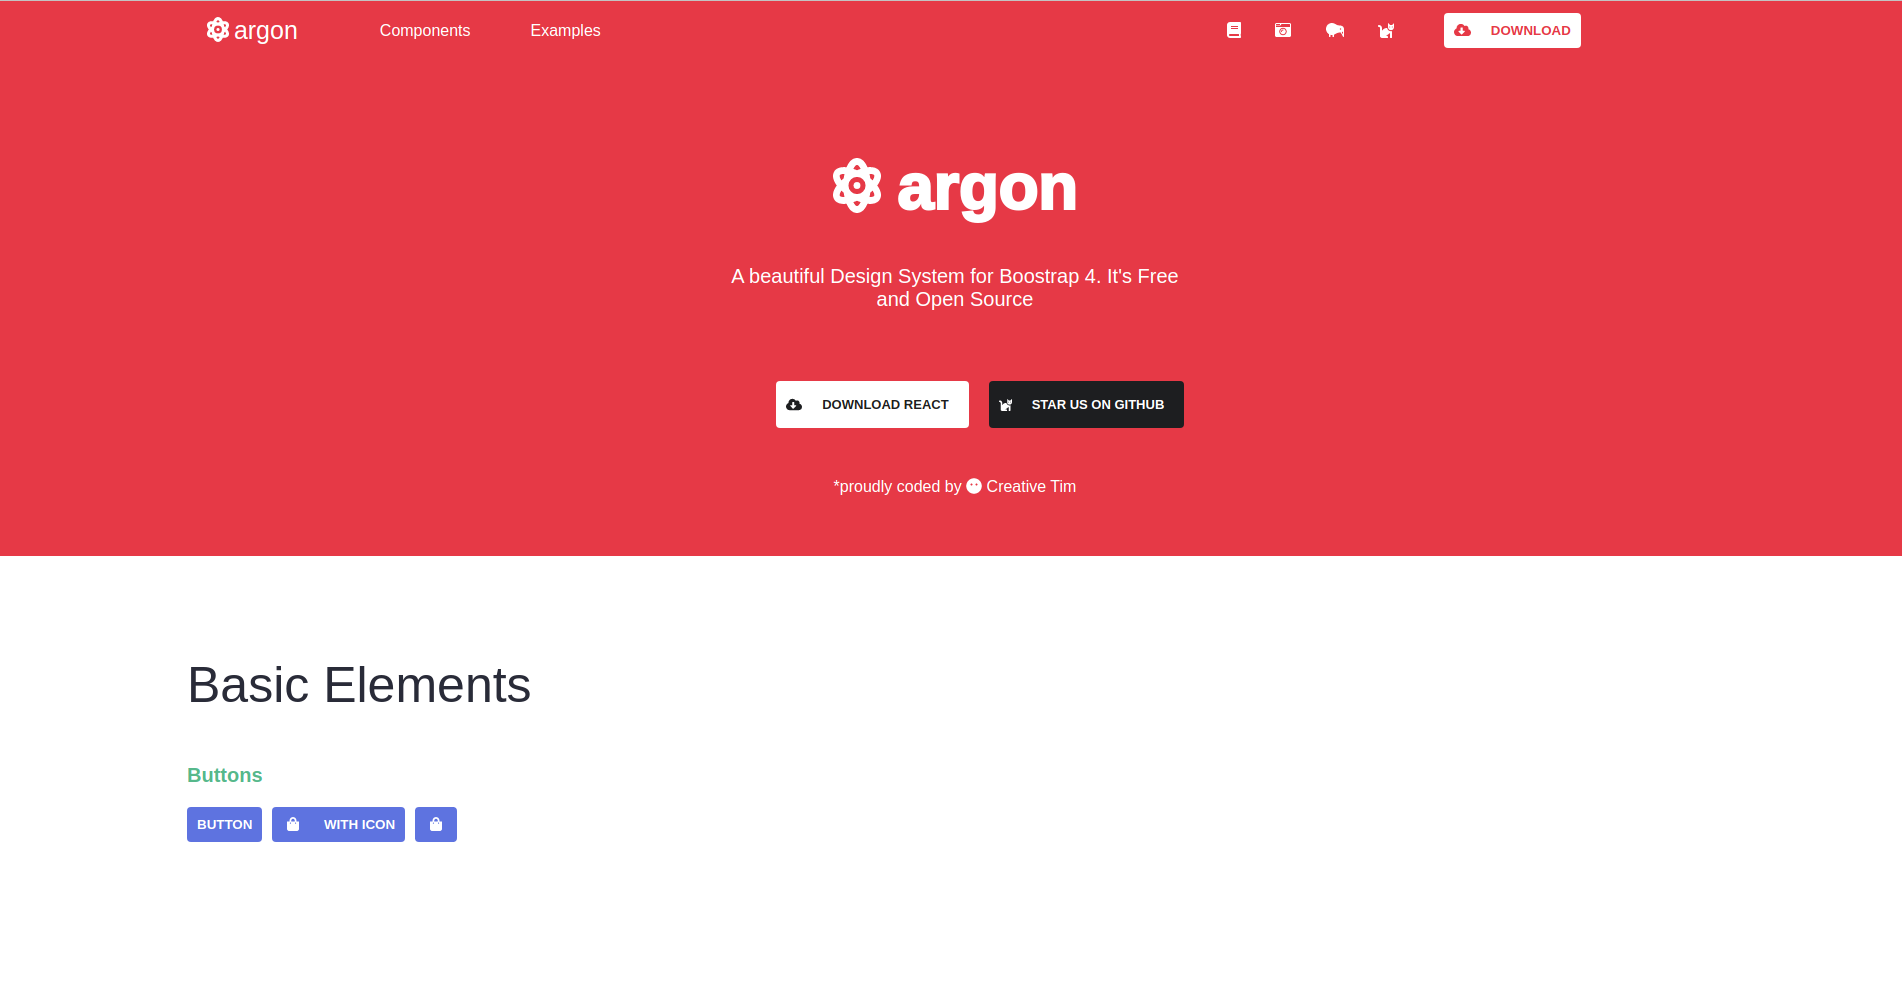 argon
Components
Examples
DOWNLOAD
argon
A beautiful Design System for Boostrap 4. It's Free
and Open Source
DOWNLOAD REACT
STAR US ON GITHUB
*proudly coded by Creative Tim
Basic Elements
Buttons
BUTTON
WITH ICON